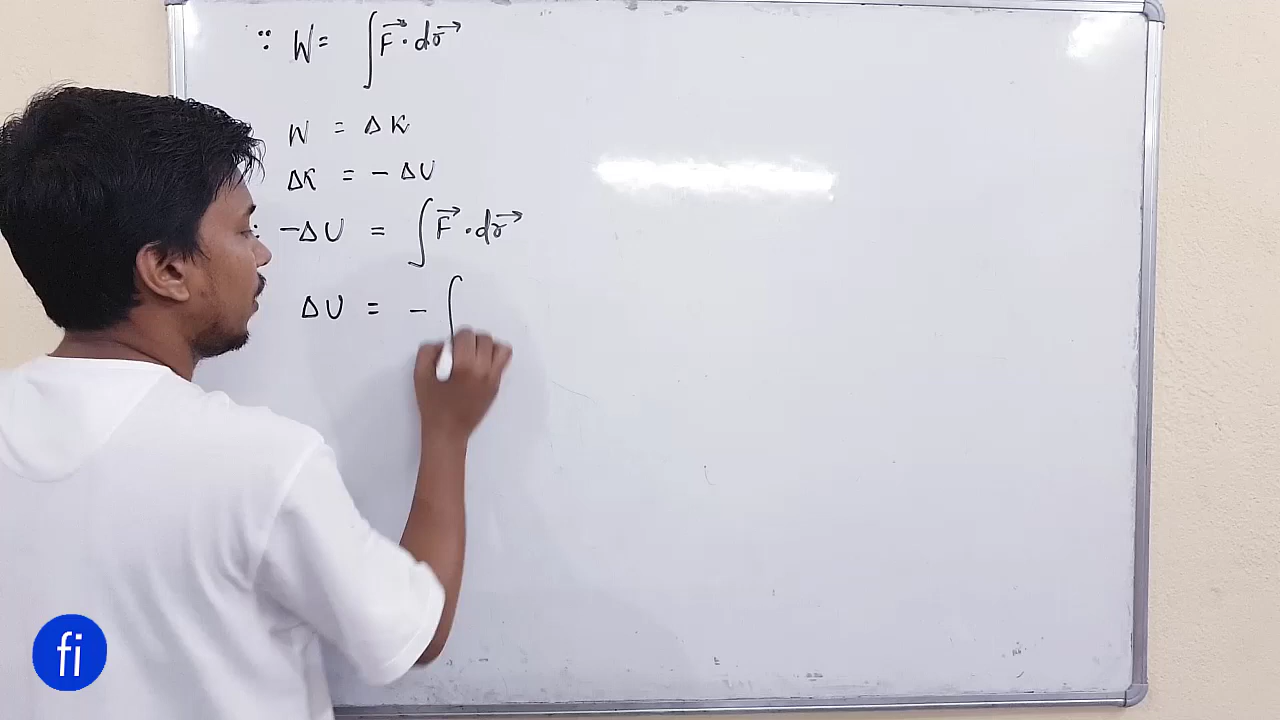 ∵ W = ∫ F⃗ · dr⃗
W = ΔK
ΔK = - ΔU
∵ -ΔU = ∫ F⃗ · dr⃗
ΔU = - ∫
fi